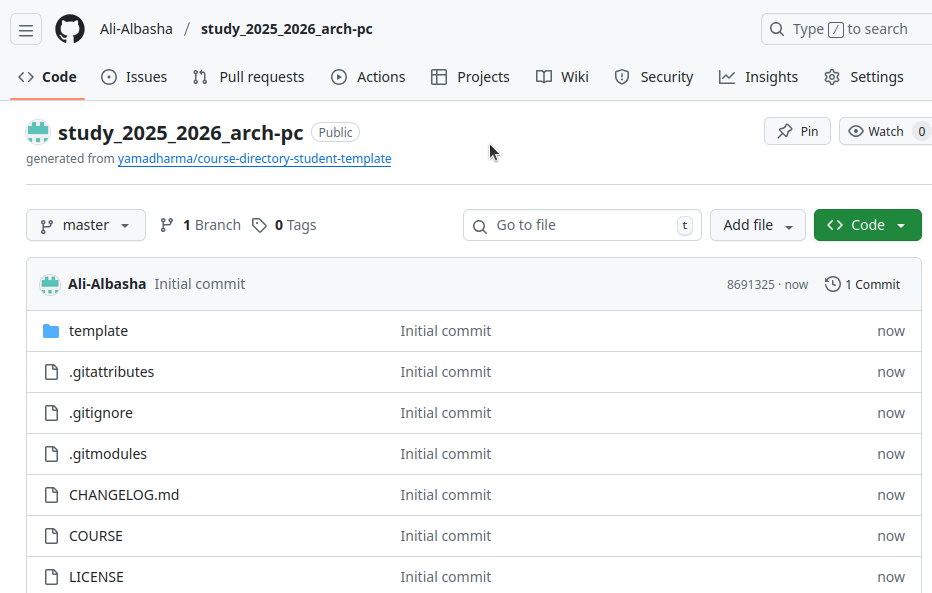 Ali-Albasha / study_2025_2026_arch-pc Type / to search
Code Issues Pull requests Actions Projects Wiki Security Insights Settings
study_2025_2026_arch-pc Public Pin Watch 0
generated from yamadharma/course-directory-student-template
master 1 Branch 0 Tags Go to file t Add file Code
Ali-Albasha Initial commit 8691325 · now 1 Commit
template Initial commit now
.gitattributes Initial commit now
.gitignore Initial commit now
.gitmodules Initial commit now
CHANGELOG.md Initial commit now
COURSE Initial commit now
LICENSE Initial commit now